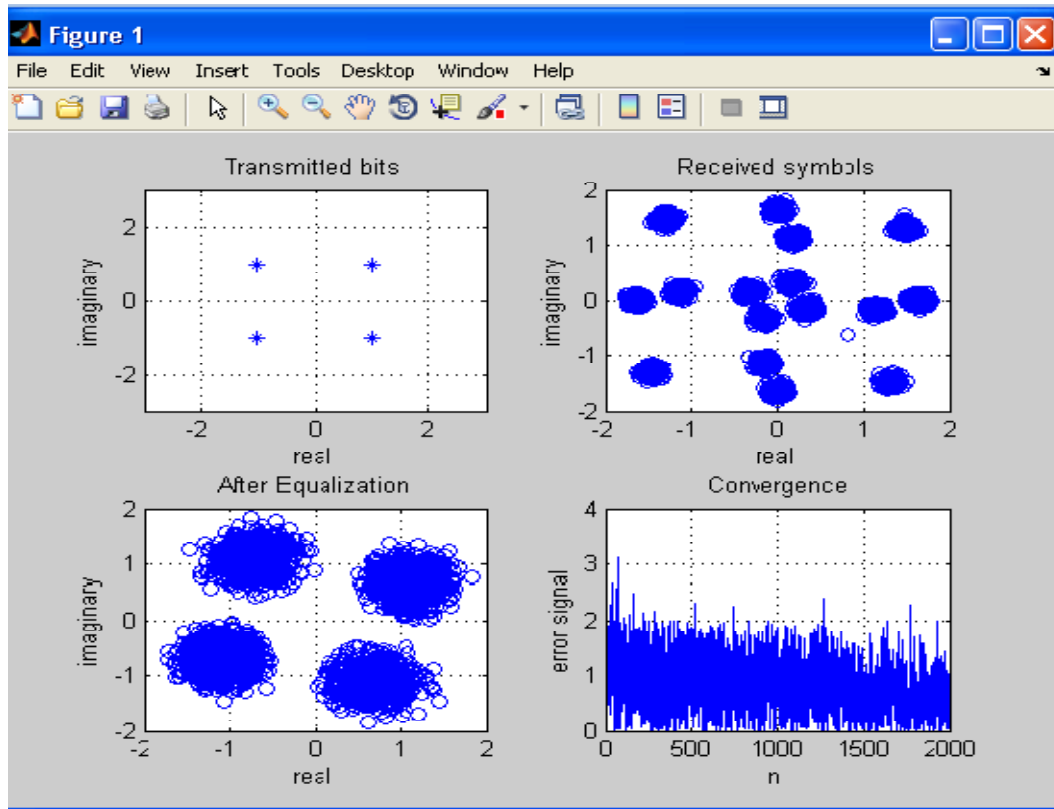 Figure 1
File Edit View Insert Tools Desktop Window Help
Transmitted bits
2
0
-2
imaginary
-2 0 2
real
Received symbols
2
1
0
-1
-2
imaginary
-2 -1 0 1 2
real
After Equalization
2
1
0
-1
-2
imaginary
-2 -1 0 1 2
real
Convergence
4
3
2
1
0
error signal
0 500 1000 1500 2000
n